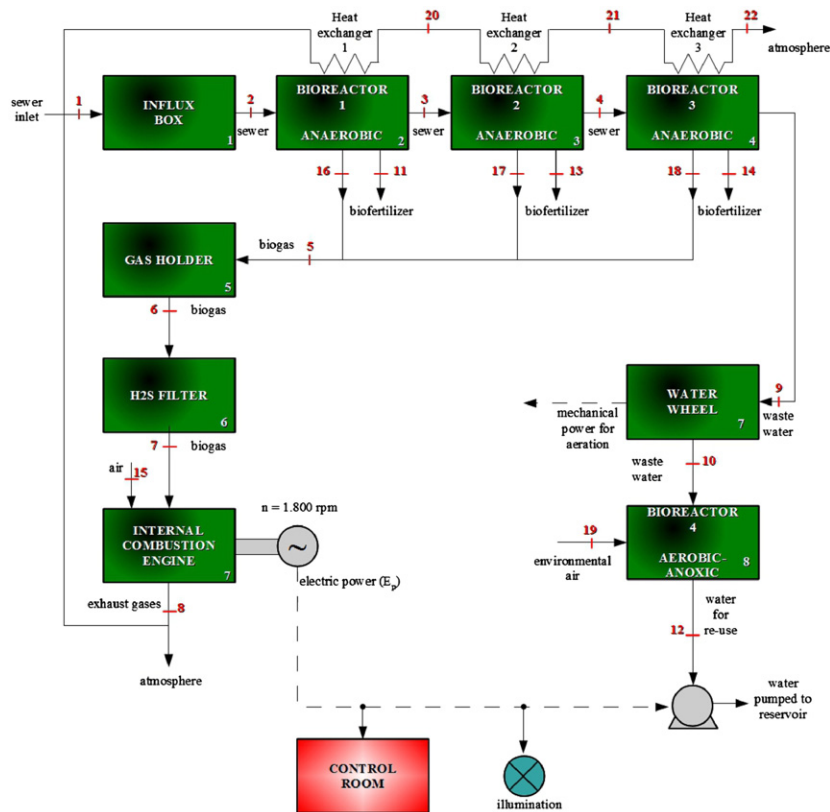 20
21
22
Heat
exchanger
1
Heat
exchanger
2
Heat
exchanger
3
atmosphere
sewer
inlet
1
INFLUX
BOX
1
2
sewer
BIOREACTOR
1
ANAEROBIC
2
3
sewer
BIOREACTOR
2
ANAEROBIC
3
4
sewer
BIOREACTOR
3
ANAEROBIC
4
16
11
biofertilizer
17
13
biofertilizer
18
14
biofertilizer
biogas
5
GAS HOLDER
5
6
biogas
H2S FILTER
6
7
biogas
air
15
INTERNAL
COMBUSTION
ENGINE
7
n = 1.800 rpm
~
electric power (Ep)
exhaust gases
8
atmosphere
WATER
WHEEL
7
9
waste
water
mechanical
power for
aeration
waste
water
10
19
environmental
air
BIOREACTOR
4
AEROBIC-
ANOXIC
8
water
for
re-use
12
water
pumped to
reservoir
CONTROL
ROOM
illumination